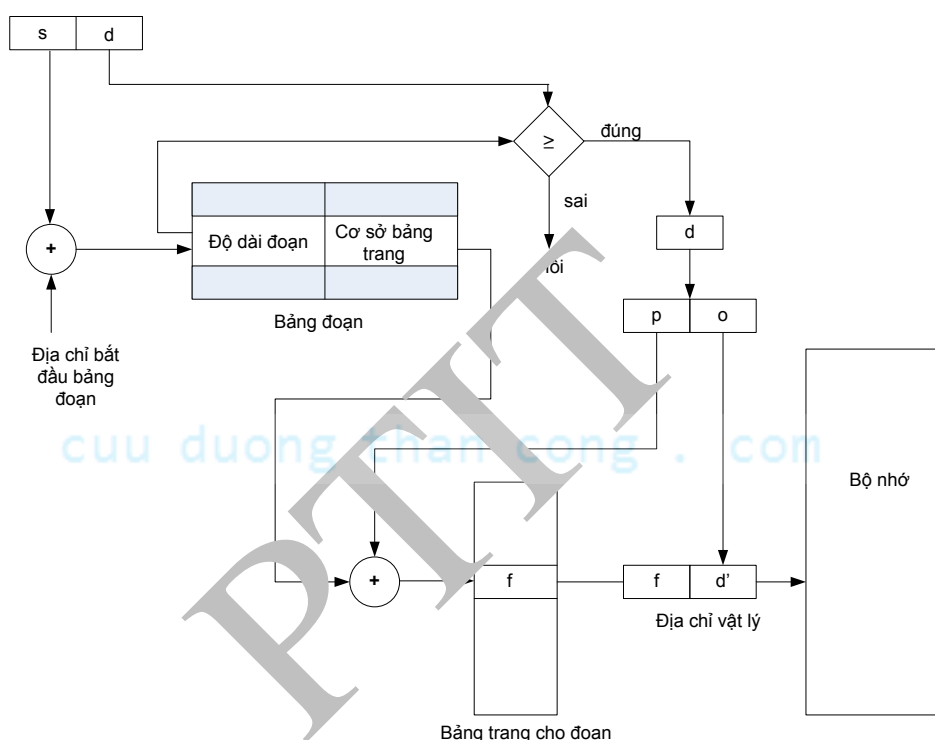 s d
≥
đúng
sai
d
+
Độ dài đoạn
Cơ sở bảng
trang
p o
Bảng đoạn
Địa chỉ bắt
đầu bảng
đoạn
cuu duong than cong . com
PTIT
Bộ nhớ
+
f
f d'
Địa chỉ vật lý
Bảng trang cho đoạn